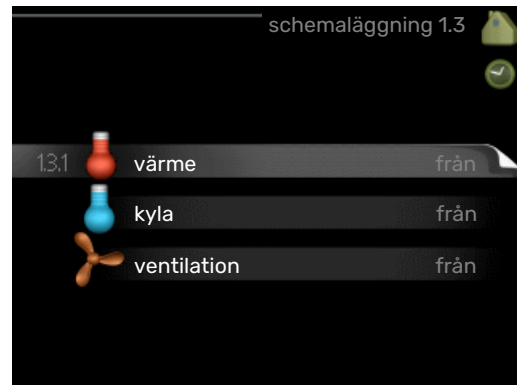 schemaläggning 1.3
1.3.1 värme från
kyla från
ventilation från